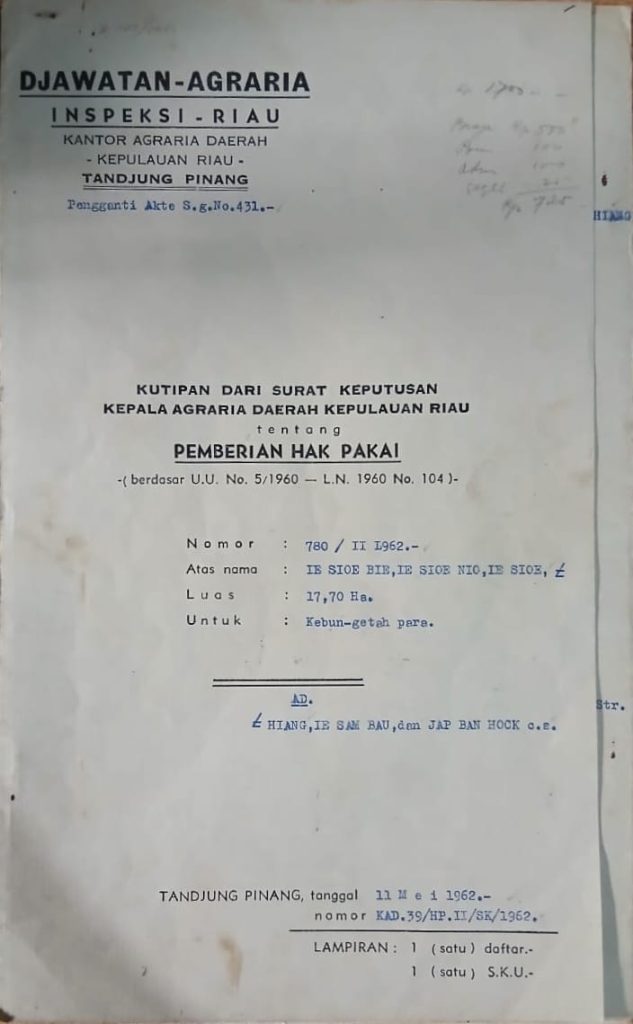 DJAWATAN-AGRARIA
INSPEKSI - RIAU
KANTOR AGRARIA DAERAH
- KEPULAUAN RIAU -
TANDJUNG PINANG
Pengganti Akte S.g.No.431.-
HIANG
KUTIPAN DARI SURAT KEPUTUSAN
KEPALA AGRARIA DAERAH KEPULAUAN RIAU
tentang
PEMBERIAN HAK PAKAI
-( berdasar U.U. No. 5/1960 — L.N. 1960 No. 104 )-
Nomor : 780 / II 1962.-
Atas nama : IE SIOE BIE,IE SIOE NIO,IE SIOE,
Luas : 17,70 Ha.
Untuk : Kebun-getah para.
AD.
Str.
HIANG,IE SAM BAU,dan JAP BAN HOCK c.s.
TANDJUNG PINANG, tanggal 11 M e i 1962.-
nomor KAD.39/HP.II/SK/1962.
LAMPIRAN : 1 ( satu ) daftar.-
1 ( satu ) S.K.U.-